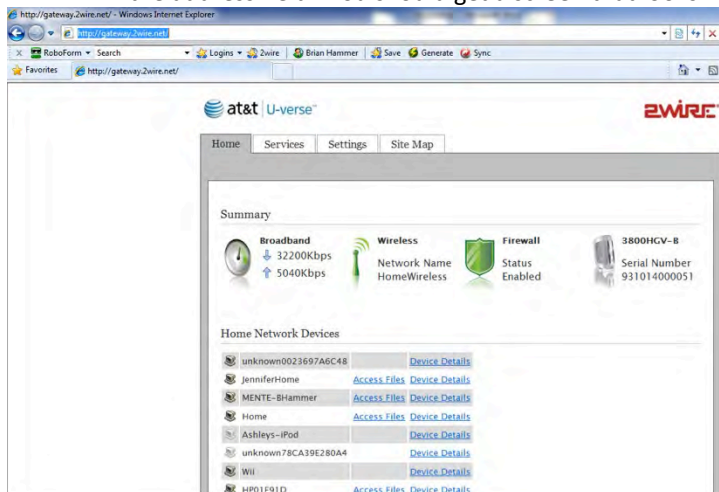 http://gateway.2wire.net/ - Windows Internet Explorer
http://gateway.2wire.net/
X RoboForm Search Logins 2wire Brian Hammer Save Generate Sync
Favorites http://gateway.2wire.net/
at&t U-verse 2WIRE
Home Services Settings Site Map
Summary
Broadband Wireless Firewall 3800HGV-B
32200Kbps Network Name Status Serial Number
5040Kbps HomeWireless Enabled 931014000051
Home Network Devices
unknown0023697A6C48 Device Details
JenniferHome Access Files Device Details
MENTE-BHammer Access Files Device Details
Home Access Files Device Details
Ashleys-iPod Device Details
unknown78CA39E280A4 Device Details
Wii Device Details
HP01F91D Access Files Device Details